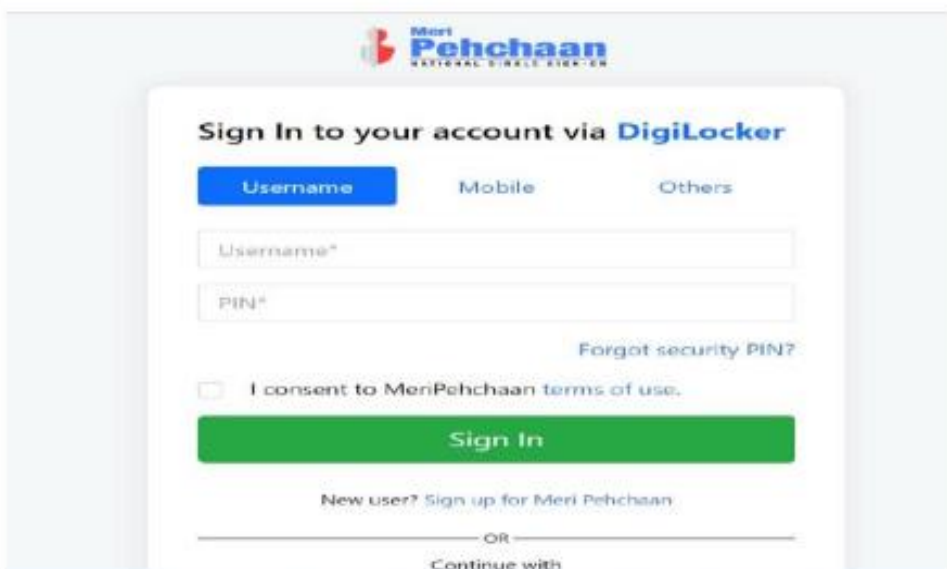 Meri
Pehchaan
NATIONAL SINGLE SIGN-ON
Sign In to your account via DigiLocker
Username Mobile Others
Username*
PIN*
Forgot security PIN?
I consent to MeriPehchaan terms of use.
Sign In
New user? Sign up for Meri Pehchaan
OR
Continue with